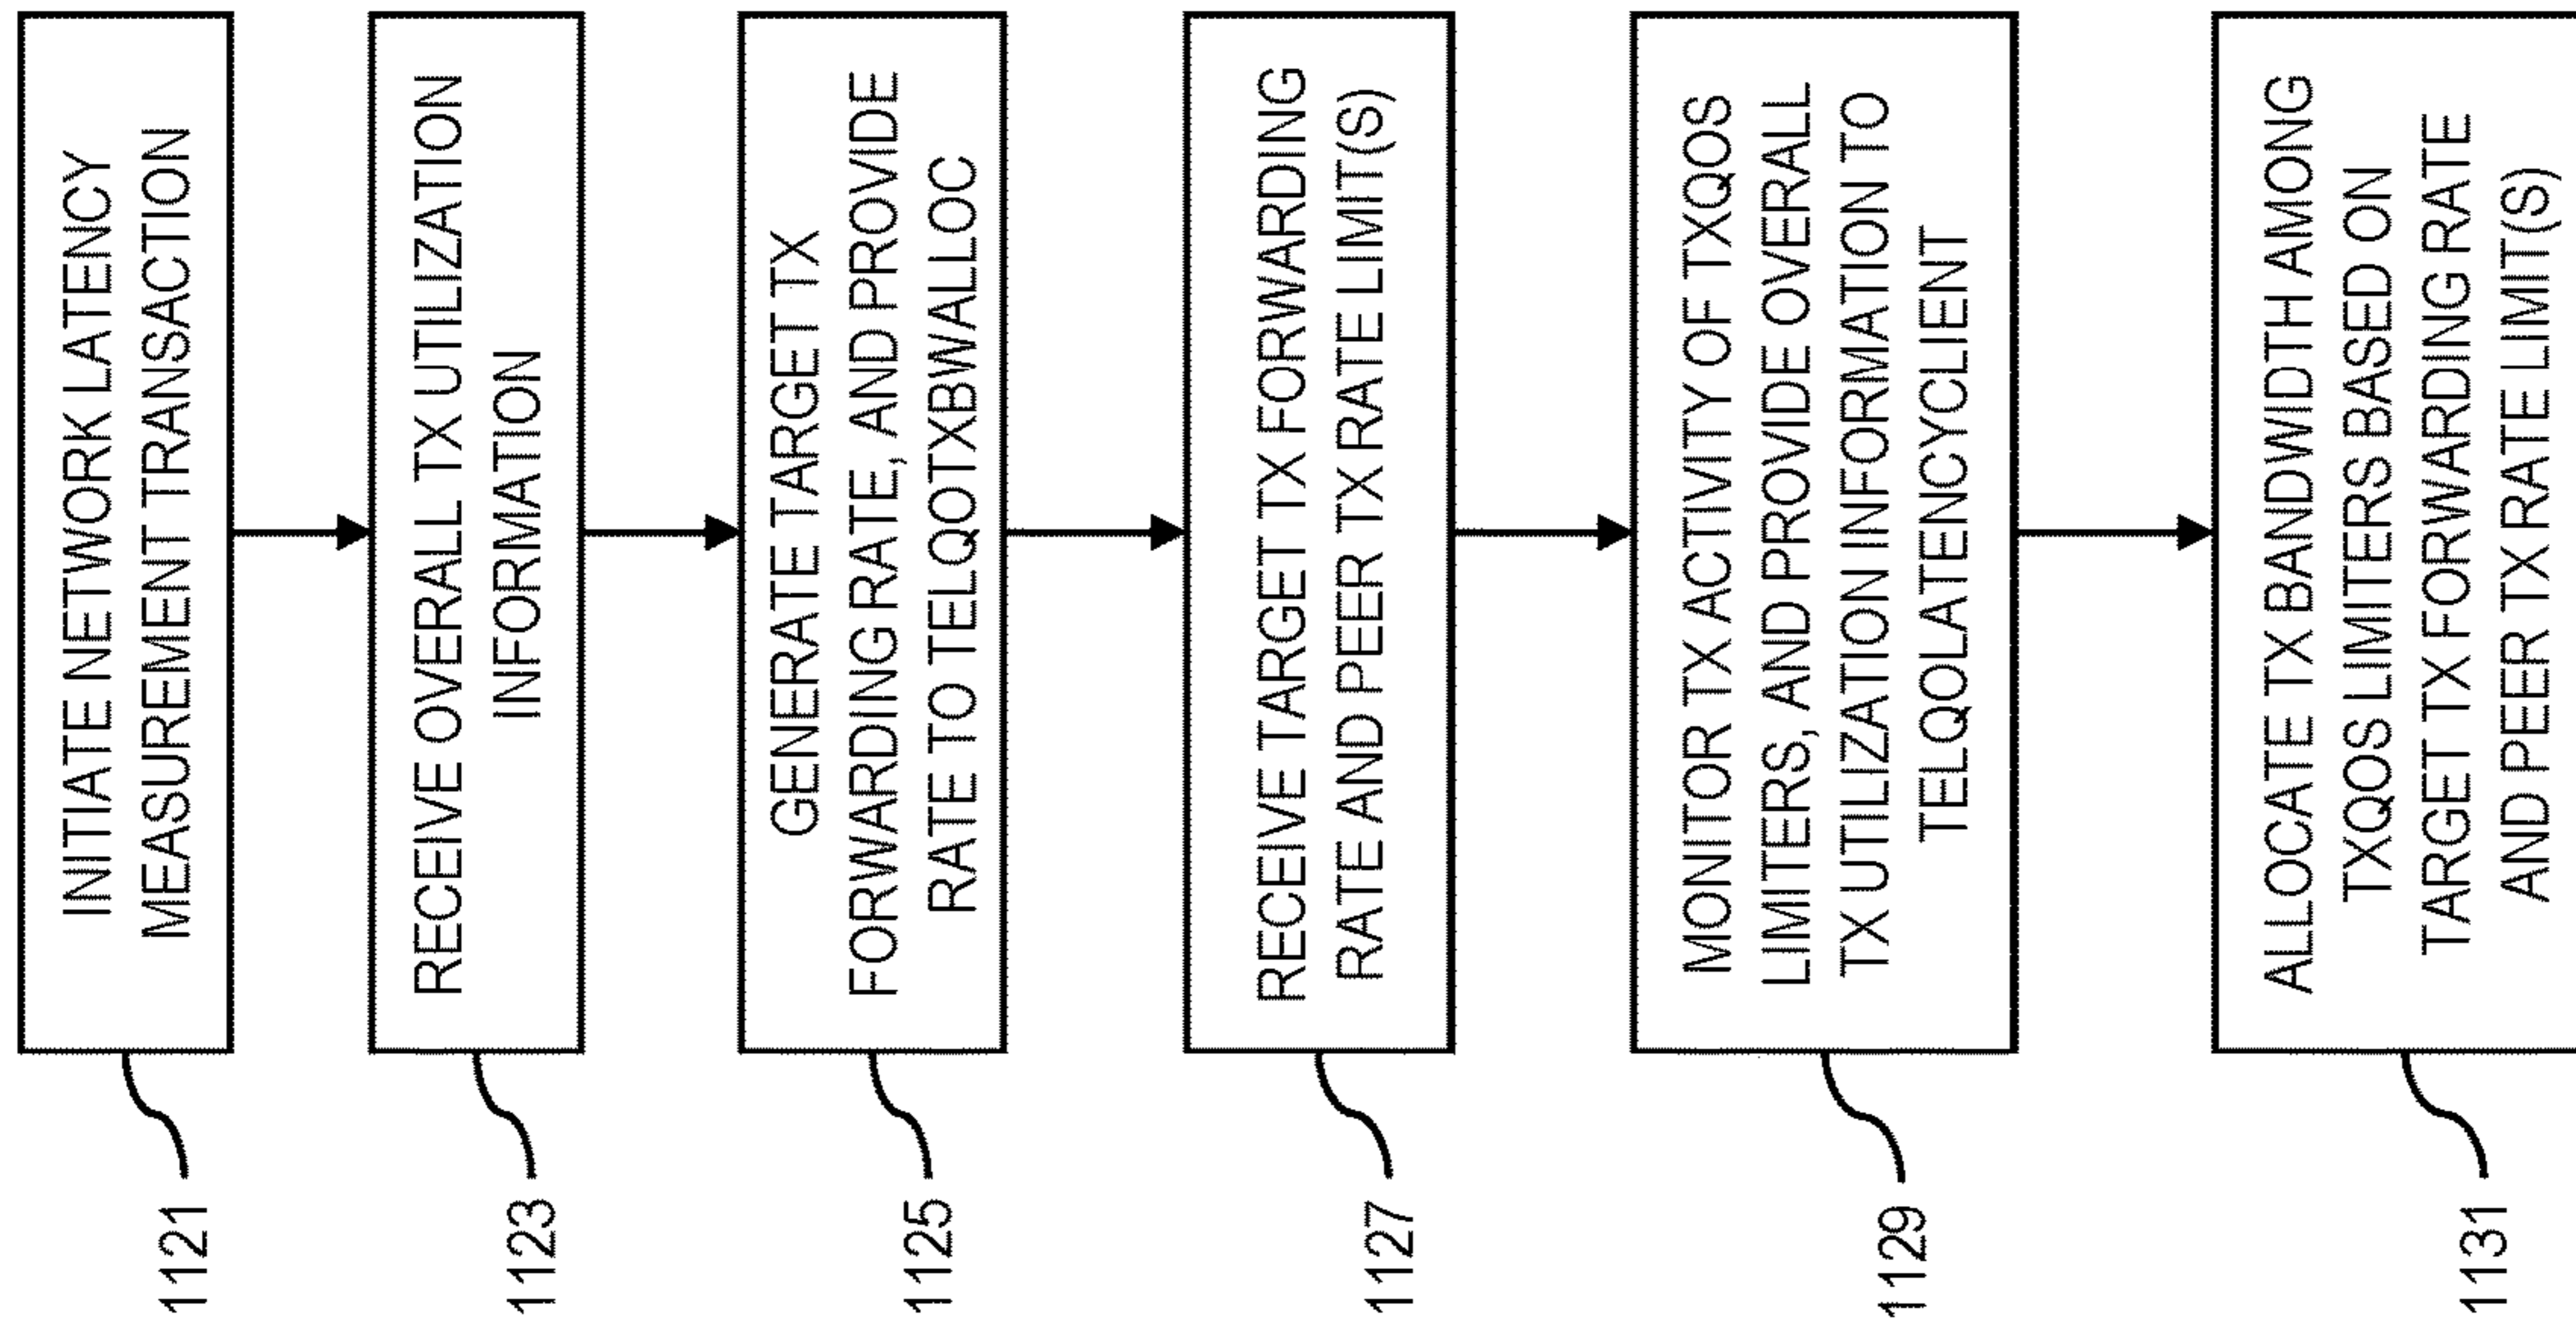 INITIATE NETWORK LATENCY
MEASUREMENT TRANSACTION
1121
RECEIVE OVERALL TX UTILIZATION
INFORMATION
1123
GENERATE TARGET TX
FORWARDING RATE, AND PROVIDE
RATE TO TELQOTXBWALLOC
1125
RECEIVE TARGET TX FORWARDING
RATE AND PEER TX RATE LIMIT(S)
1127
MONITOR TX ACTIVITY OF TXQOS
LIMITERS, AND PROVIDE OVERALL
TX UTILIZATION INFORMATION TO
TELQOLATENCYCLIENT
1129
ALLOCATE TX BANDWIDTH AMONG
TXQOS LIMITERS BASED ON
TARGET TX FORWARDING RATE
AND PEER TX RATE LIMIT(S)
1131